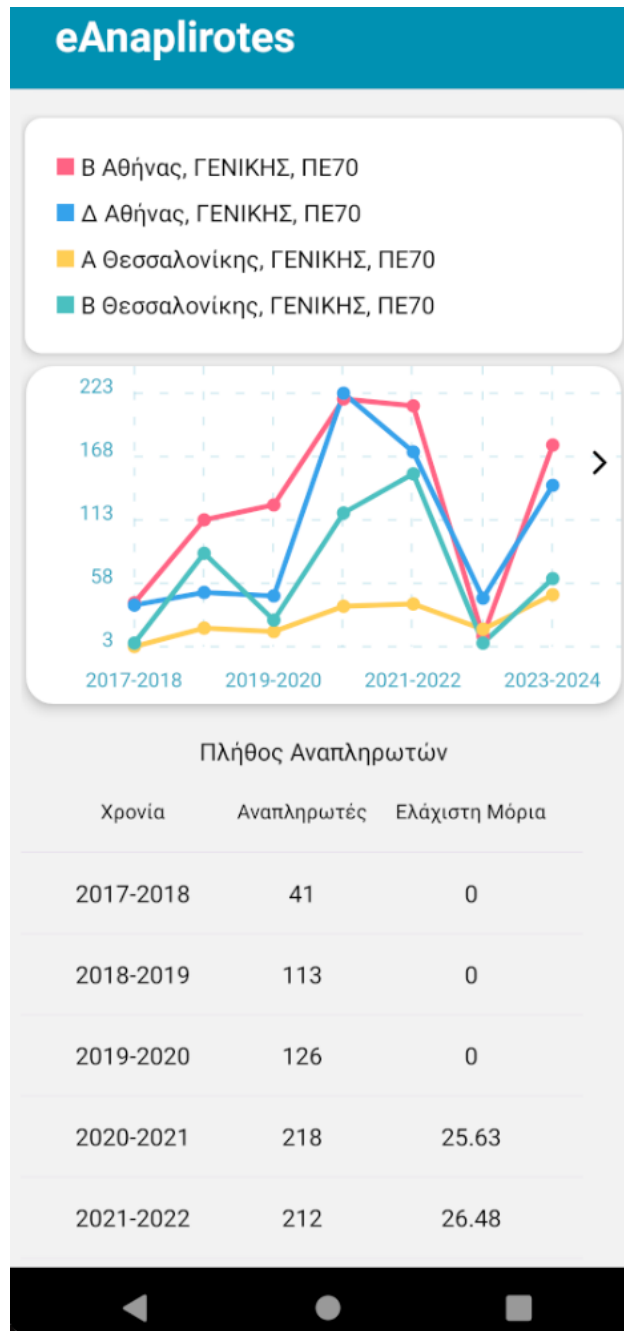 eAnaplirotes
Β Αθήνας, ΓΕΝΙΚΗΣ, ΠΕ70
Δ Αθήνας, ΓΕΝΙΚΗΣ, ΠΕ70
Α Θεσσαλονίκης, ΓΕΝΙΚΗΣ, ΠΕ70
Β Θεσσαλονίκης, ΓΕΝΙΚΗΣ, ΠΕ70
223
168
113
58
3
2017-2018 2019-2020 2021-2022 2023-2024
Πλήθος Αναπληρωτών
Χρονία Αναπληρωτές Ελάχιστη Μόρια
2017-2018 41 0
2018-2019 113 0
2019-2020 126 0
2020-2021 218 25.63
2021-2022 212 26.48